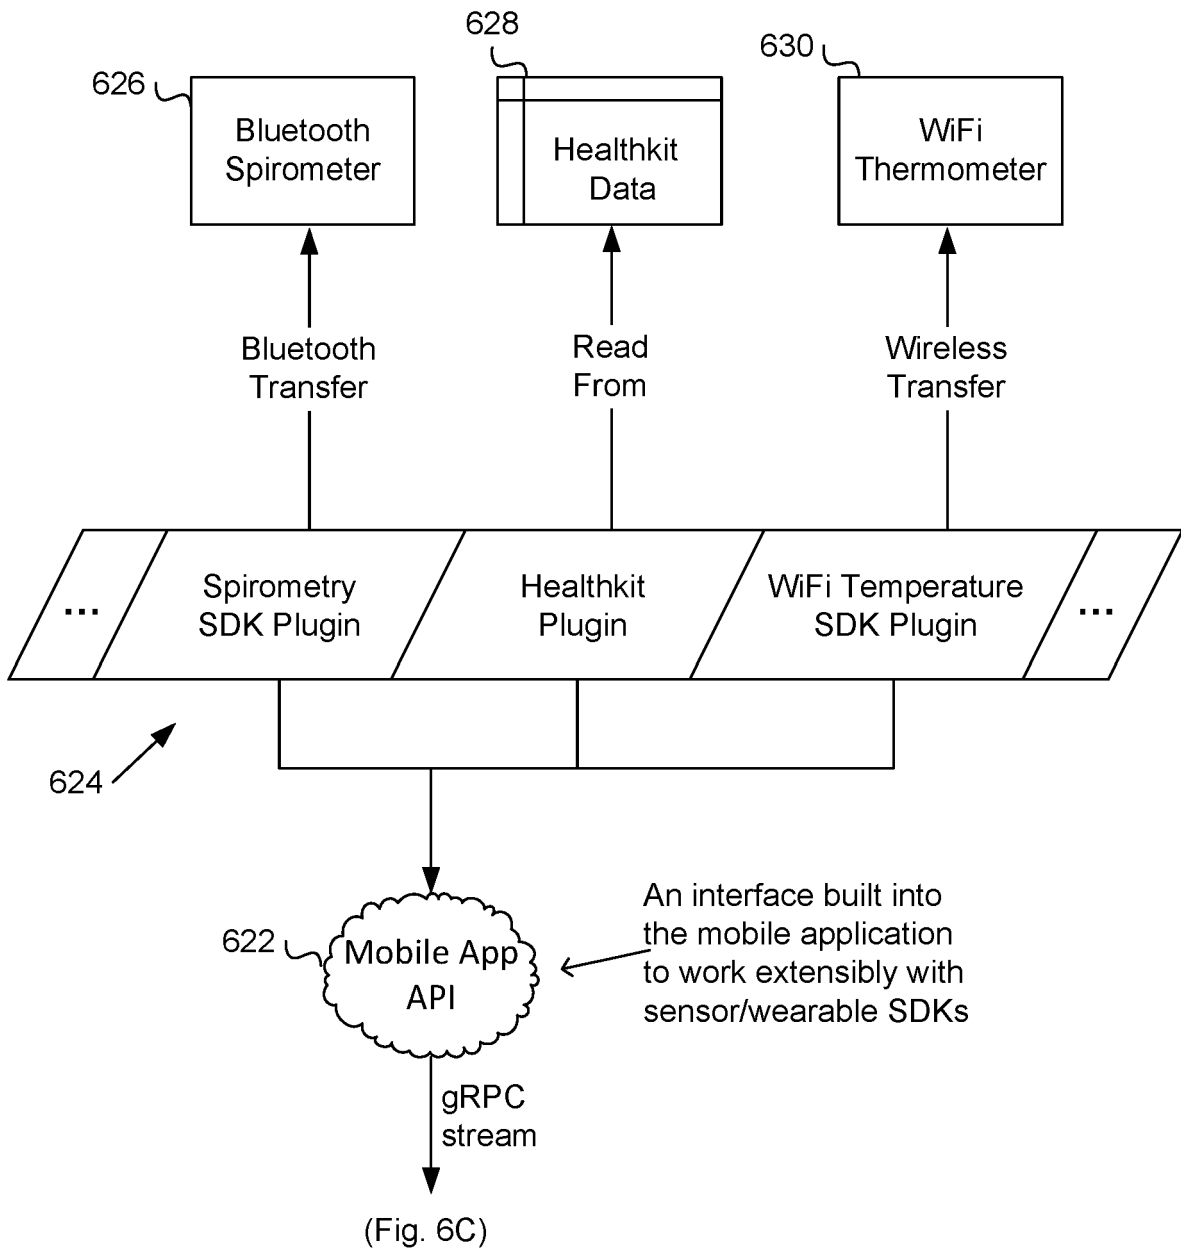 628
630
626
Bluetooth
Spirometer
Healthkit
Data
WiFi
Thermometer
Bluetooth
Transfer
Read
From
Wireless
Transfer
...
Spirometry
SDK Plugin
Healthkit
Plugin
WiFi Temperature
SDK Plugin
...
624
622
Mobile App
API
An interface built into
the mobile application
to work extensibly with
sensor/wearable SDKs
gRPC
stream
(Fig. 6C)